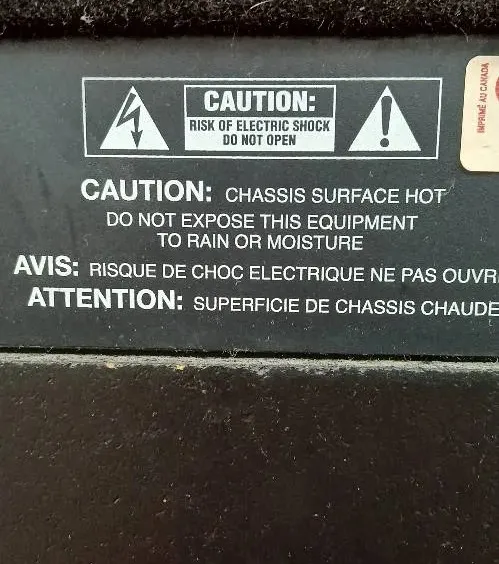 CAUTION:
RISK OF ELECTRIC SHOCK
DO NOT OPEN
IMPRIMÉ AU CANADA
CAUTION: CHASSIS SURFACE HOT
DO NOT EXPOSE THIS EQUIPMENT
TO RAIN OR MOISTURE
AVIS: RISQUE DE CHOC ELECTRIQUE NE PAS OUVR
ATTENTION: SUPERFICIE DE CHASSIS CHAUDE